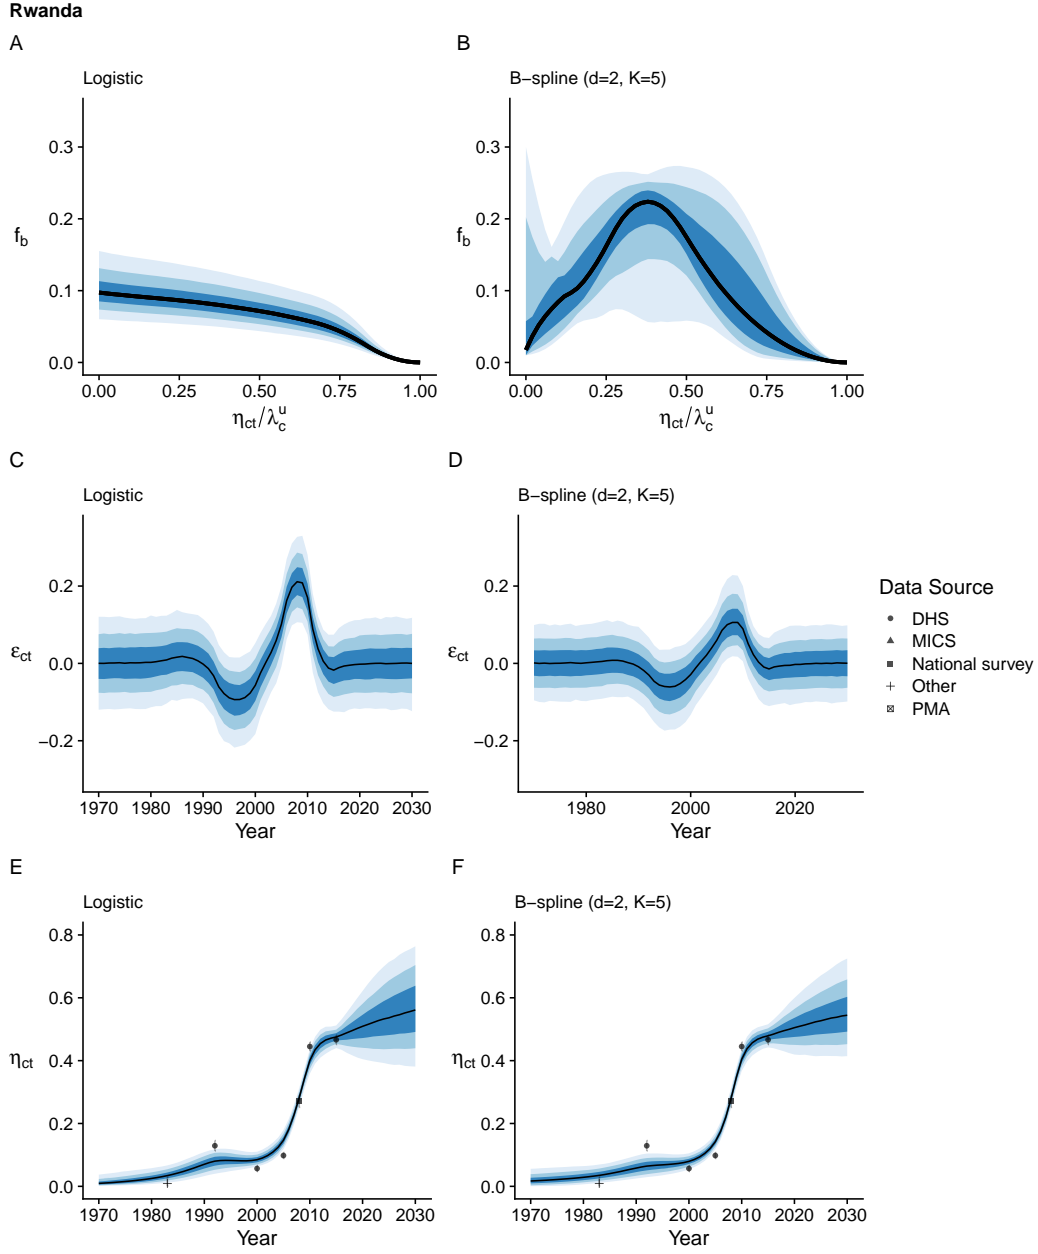 Rwanda
A
B
Logistic
B−spline (d=2, K=5)
0.3
0.2
f_b
0.1
0.0
0.00 0.25 0.50 0.75 1.00
η_ct/λ_c^u
0.3
0.2
f_b
0.1
0.0
0.00 0.25 0.50 0.75 1.00
η_ct/λ_c^u
C
D
Logistic
B−spline (d=2, K=5)
0.2
ε_ct
0.0
−0.2
1970 1980 1990 2000 2010 2020 2030
Year
0.2
ε_ct
0.0
−0.2
1980 2000 2020
Year
Data Source
DHS
MICS
National survey
Other
PMA
E
F
Logistic
B−spline (d=2, K=5)
0.8
0.6
η_ct
0.4
0.2
0.0
1970 1980 1990 2000 2010 2020 2030
Year
0.8
0.6
η_ct
0.4
0.2
0.0
1970 1980 1990 2000 2010 2020 2030
Year